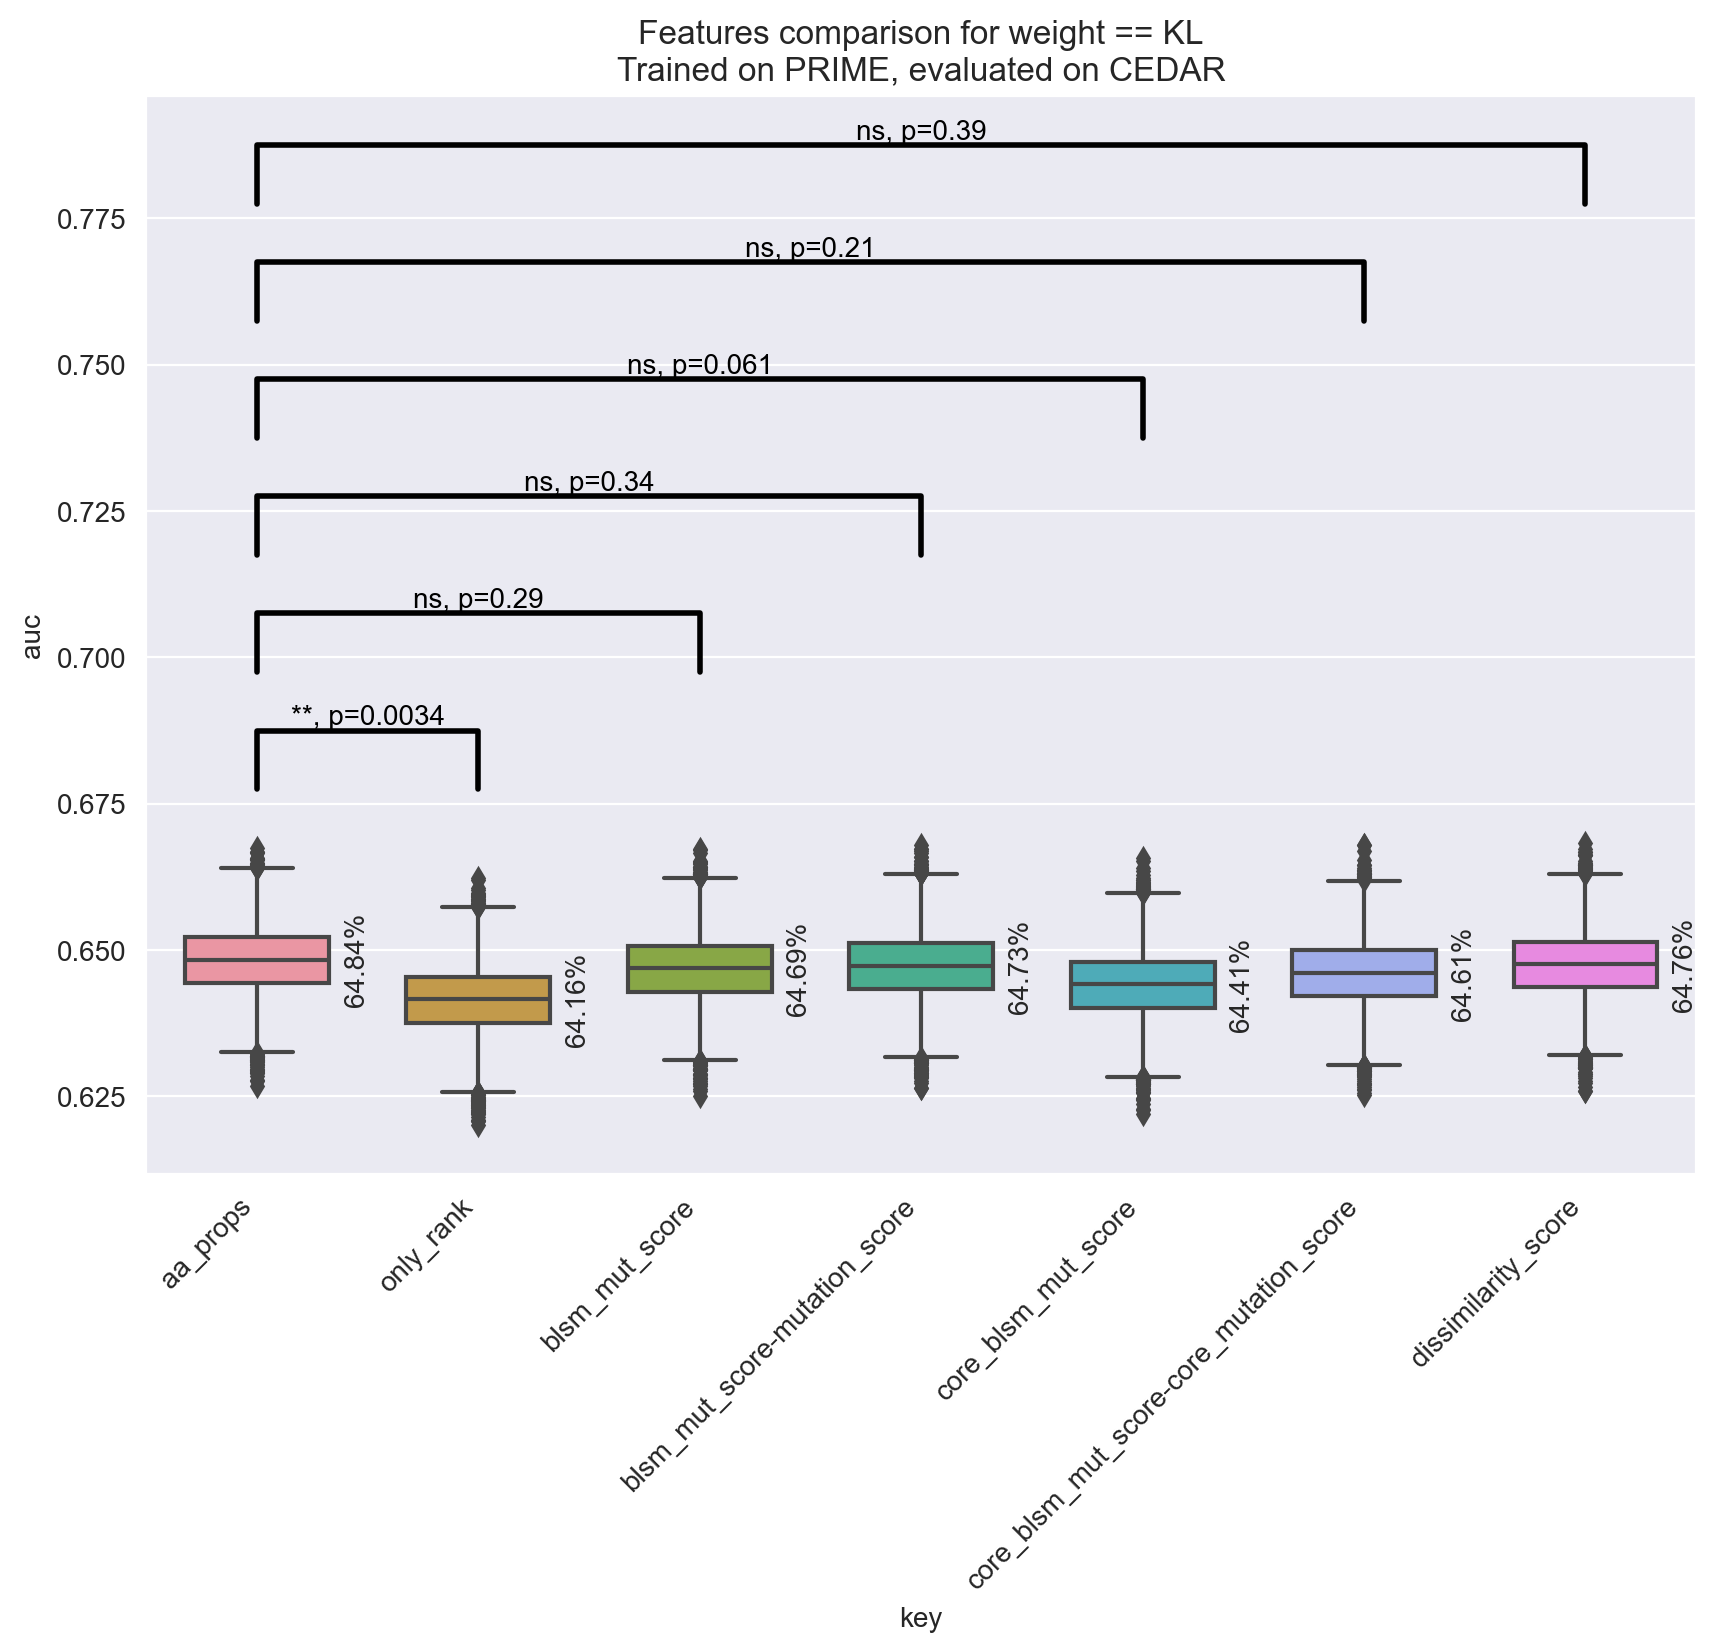 Features comparison for weight == KL
Trained on PRIME, evaluated on CEDAR
ns, p=0.39
0.775
ns, p=0.21
0.750
ns, p=0.061
0.725
ns, p=0.34
auc
0.700
ns, p=0.29
**, p=0.0034
0.675
0.650
0.625
64.84%
64.16%
64.69%
64.73%
64.41%
64.61%
64.76%
aa_props
only_rank
blsm_mut_score
blsm_mut_score-mutation_score
core_blsm_mut_score
core_blsm_mut_score-core_mutation_score
dissimilarity_score
key